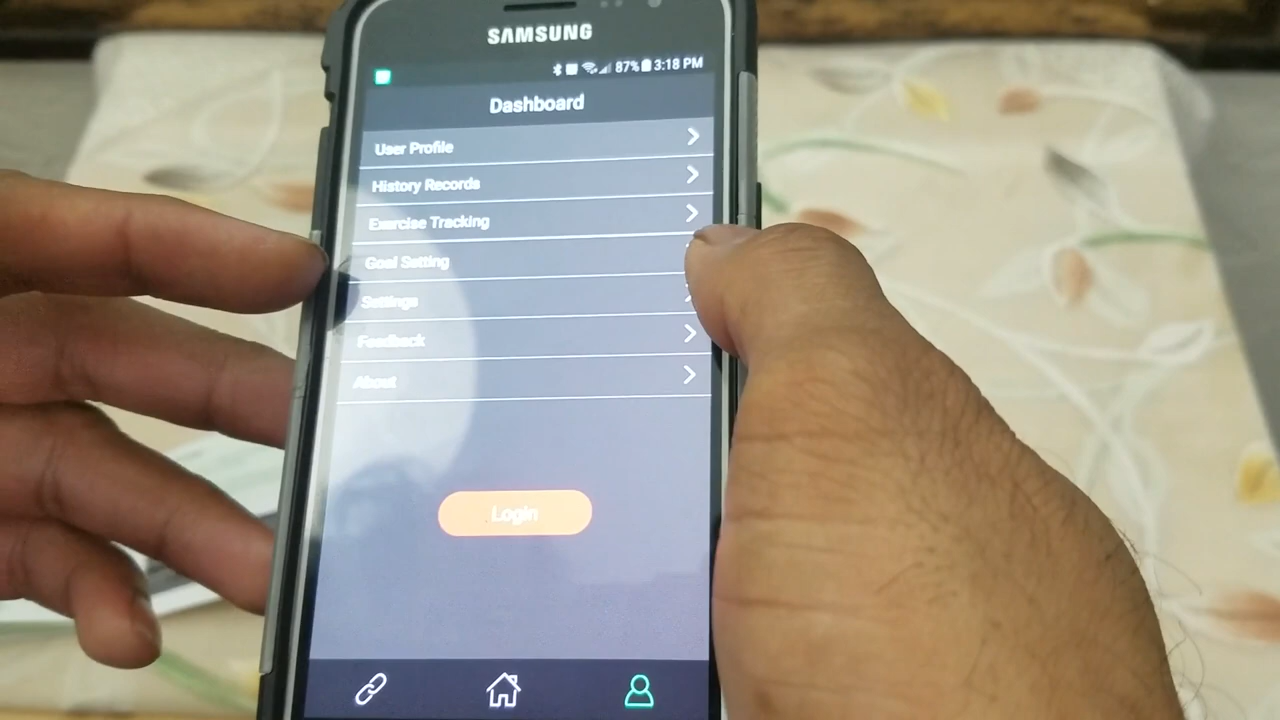 SAMSUNG
87% 3:18 PM
Dashboard
User Profile
History Records
Exercise Tracking
Goal Setting
Settings
Feedback
About
Login